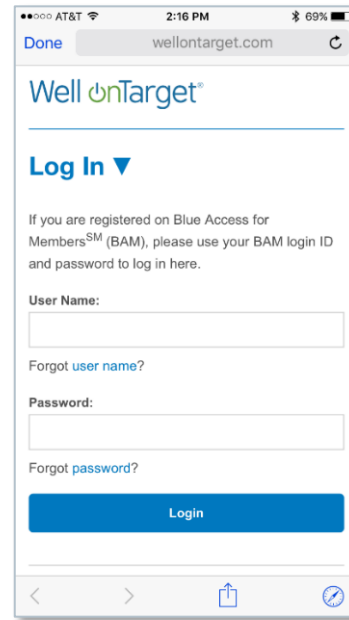 AT&T 2:16 PM 69%
Done wellontarget.com
Well onTarget®
Log In ▼
If you are registered on Blue Access for
Members℠ (BAM), please use your BAM login ID
and password to log in here.
User Name:
Forgot user name?
Password:
Forgot password?
Login